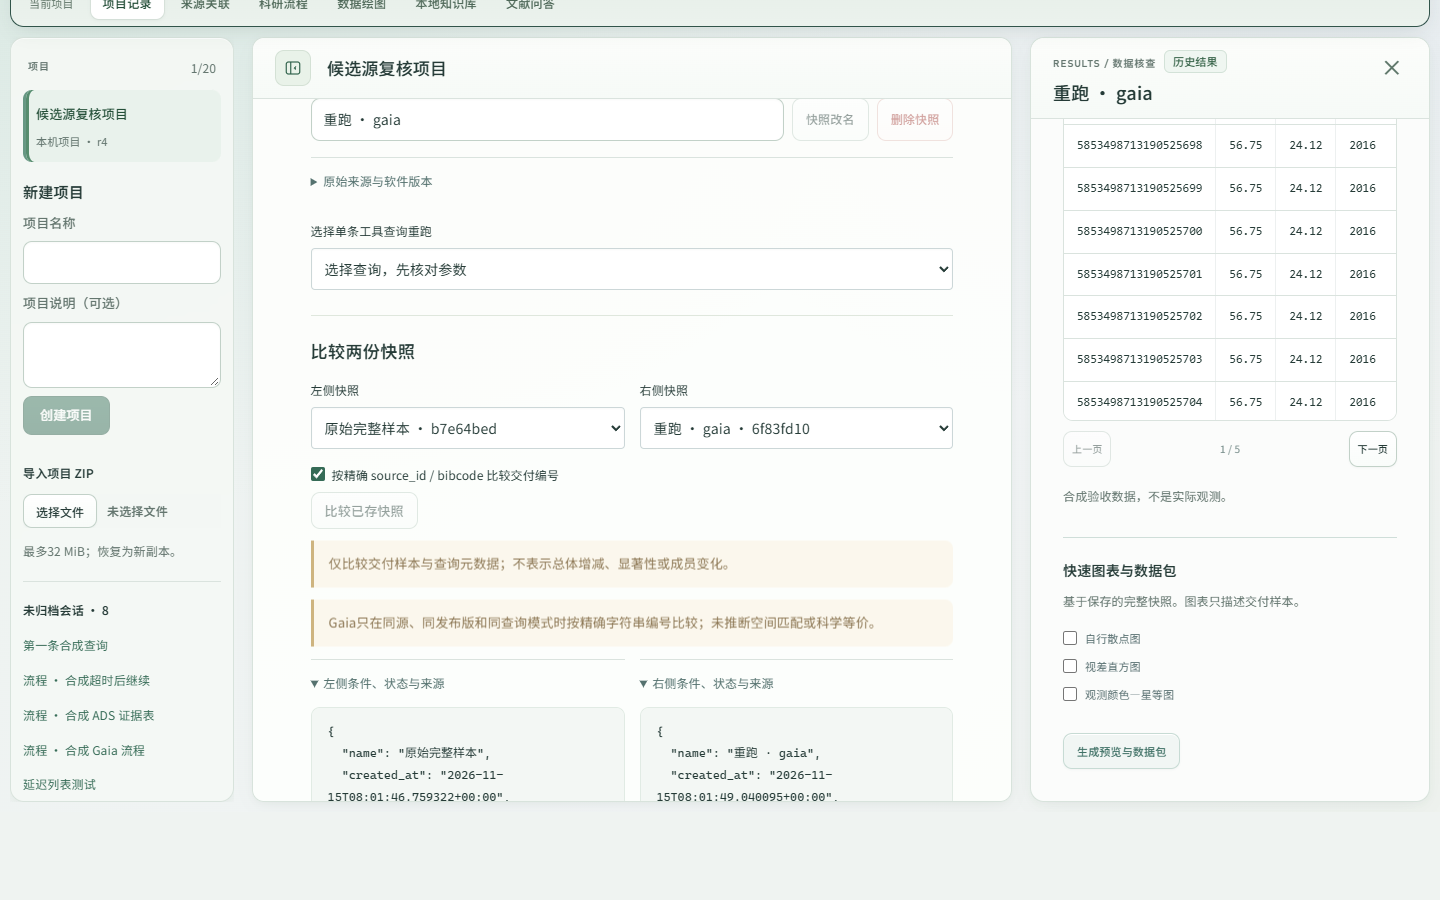 当前项目 项目记录 来源关联 科研流程 数据绘图 本地知识库 文献问答
项目 1/20
候选源复核项目
本机项目 · r4
新建项目
项目名称
项目说明（可选）
创建项目
导入项目 ZIP
选择文件 未选择文件
最多32 MiB；恢复为新副本。
未归档会话 · 8
第一条合成查询
流程 · 合成超时后继续
流程 · 合成 ADS 证据表
流程 · 合成 Gaia 流程
延迟列表测试
候选源复核项目
重跑 · gaia 快照改名 删除快照
▶ 原始来源与软件版本
选择单条工具查询重跑
选择查询，先核对参数
比较两份快照
左侧快照 右侧快照
原始完整样本 · b7e64bed 重跑 · gaia · 6f83fd10
按精确 source_id / bibcode 比较交付编号
比较已存快照
仅比较交付样本与查询元数据；不表示总体增减、显著性或成员变化。
Gaia只在同源、同发布版和同查询模式时按精确字符串编号比较；未推断空间匹配或科学等价。
▼ 左侧条件、状态与来源 ▼ 右侧条件、状态与来源
{
"name": "原始完整样本",
"created_at": "2026-11-
15T08:01:46.759322+00:00",
{
"name": "重跑 · gaia",
"created_at": "2026-11-
15T08:01:49.040095+00:00",
RESULTS / 数据核查 历史结果
重跑 · gaia
5853498713190525698 56.75 24.12 2016
5853498713190525699 56.75 24.12 2016
5853498713190525700 56.75 24.12 2016
5853498713190525701 56.75 24.12 2016
5853498713190525702 56.75 24.12 2016
5853498713190525703 56.75 24.12 2016
5853498713190525704 56.75 24.12 2016
上一页 1 / 5 下一页
合成验收数据，不是实际观测。
快速图表与数据包
基于保存的完整快照。图表只描述交付样本。
自行散点图
视差直方图
观测颜色—星等图
生成预览与数据包